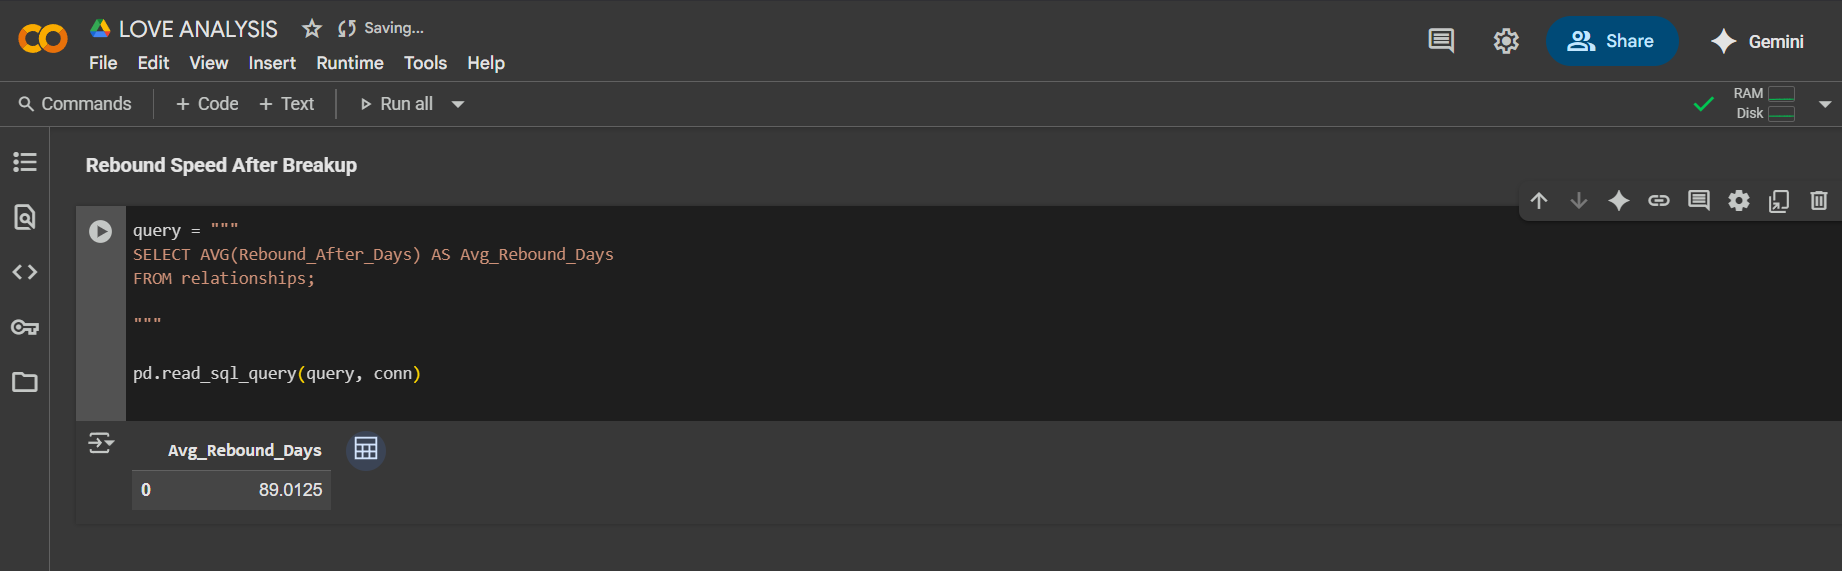 LOVE ANALYSIS Saving...
File Edit View Insert Runtime Tools Help
Share
Gemini
Commands + Code + Text Run all
RAM
Disk
Rebound Speed After Breakup
query = """
SELECT AVG(Rebound_After_Days) AS Avg_Rebound_Days
FROM relationships;
"""
pd.read_sql_query(query, conn)
Avg_Rebound_Days
0 89.0125